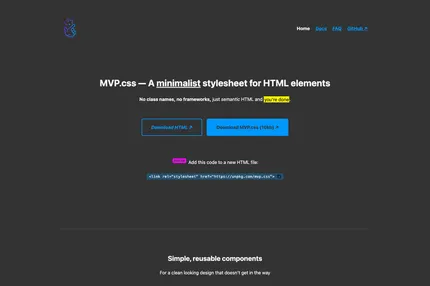 Home Docs FAQ GitHub ↗
MVP.css — A minimalist stylesheet for HTML elements
No class names, no frameworks, just semantic HTML and you're done
Download HTML ↗
Download MVP.css (10kb) ↗
Add this code to a new HTML file:
<link rel="stylesheet" href="https://unpkg.com/mvp.css">
Simple, reusable components
For a clean looking design that doesn't get in the way